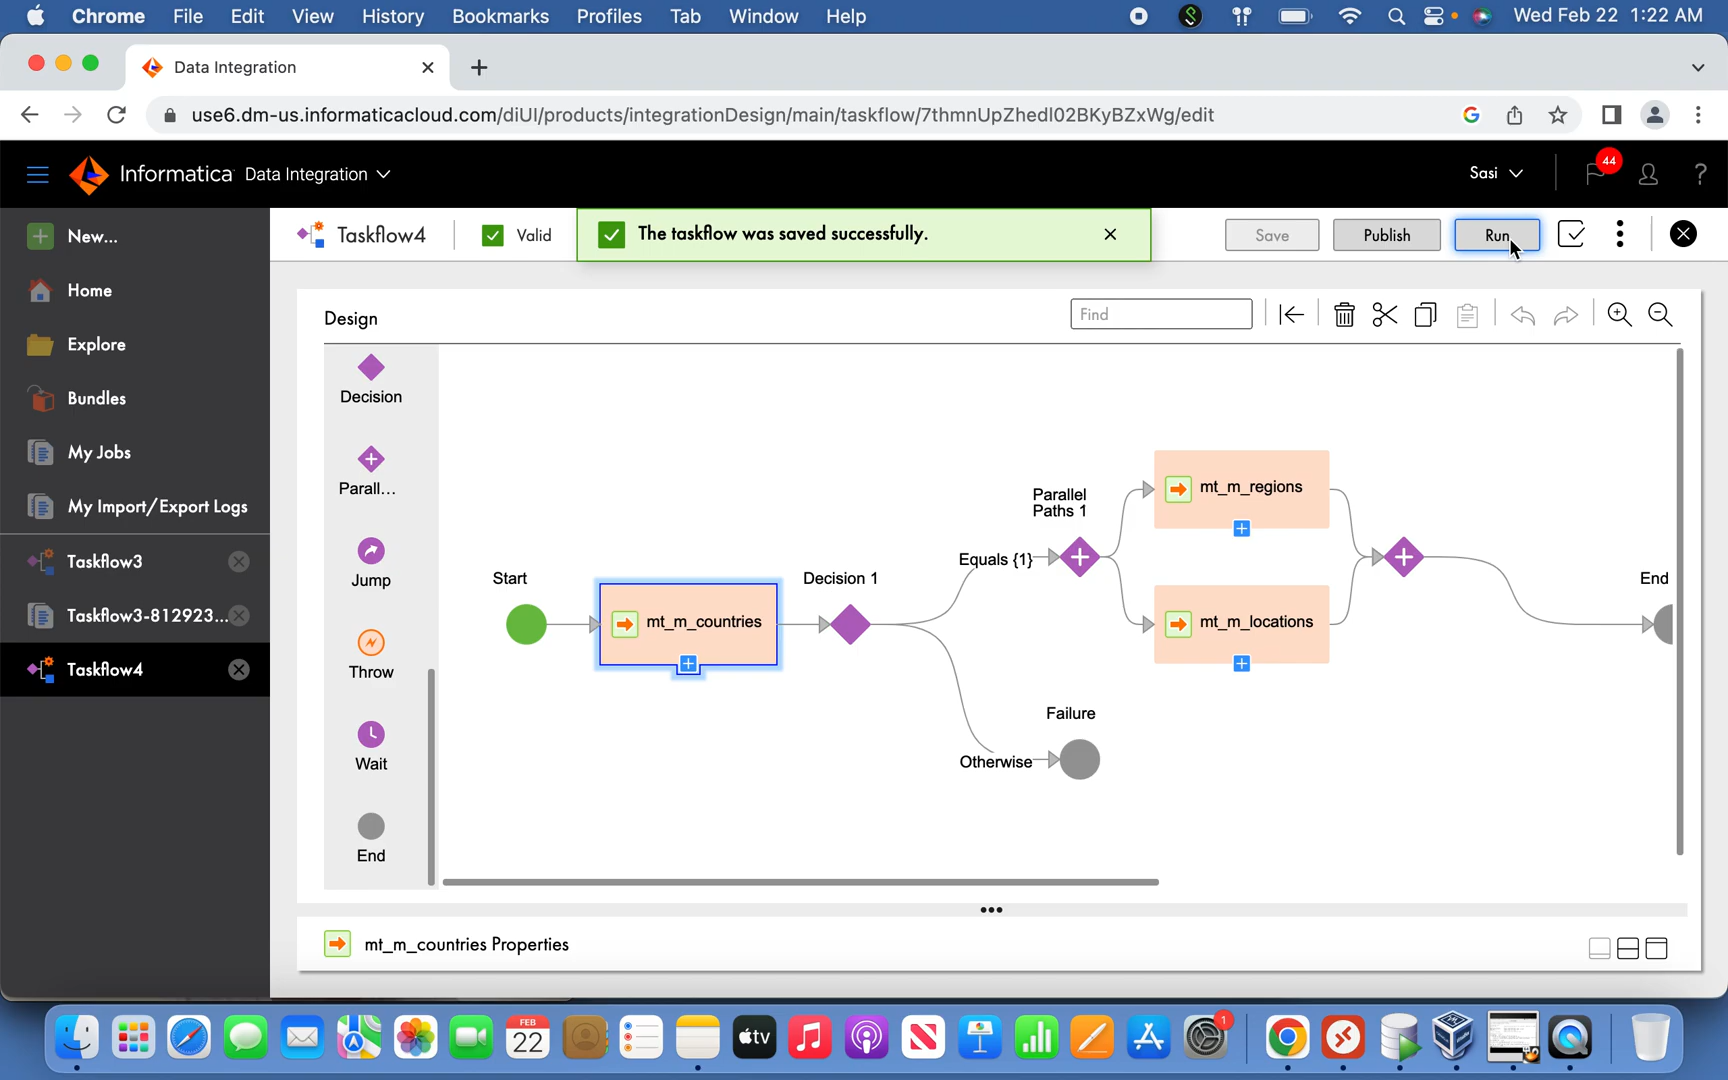 Chrome File Edit View History Bookmarks Profiles Tab Window Help Wed Feb 22 1:22 AM
Data Integration
use6.dm-us.informaticacloud.com/diUI/products/integrationDesign/main/taskflow/7thmnUpZhedl02BKyBZxWg/edit
Informatica Data Integration Sasi 44 ?
New...
Home
Explore
Bundles
My Jobs
My Import/Export Logs
Taskflow3
Taskflow3-812923...
Taskflow4
Taskflow4 Valid The taskflow was saved successfully. Save Publish Run
Design Find
Decision
Parall...
Jump
Throw
Wait
End
Start
mt_m_countries
Decision 1
Equals {1}
Parallel
Paths 1
mt_m_regions
mt_m_locations
End
Failure
Otherwise
mt_m_countries Properties
FEB
22
tv
1